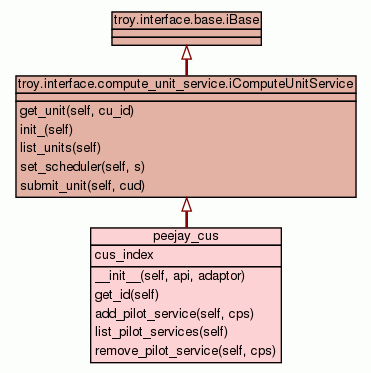 troy.interface.base.iBase
troy.interface.compute_unit_service.iComputeUnitService
get_unit(self, cu_id)
init_(self)
list_units(self)
set_scheduler(self, s)
submit_unit(self, cud)
peejay_cus
cus_index
__init__(self, api, adaptor)
get_id(self)
add_pilot_service(self, cps)
list_pilot_services(self)
remove_pilot_service(self, cps)